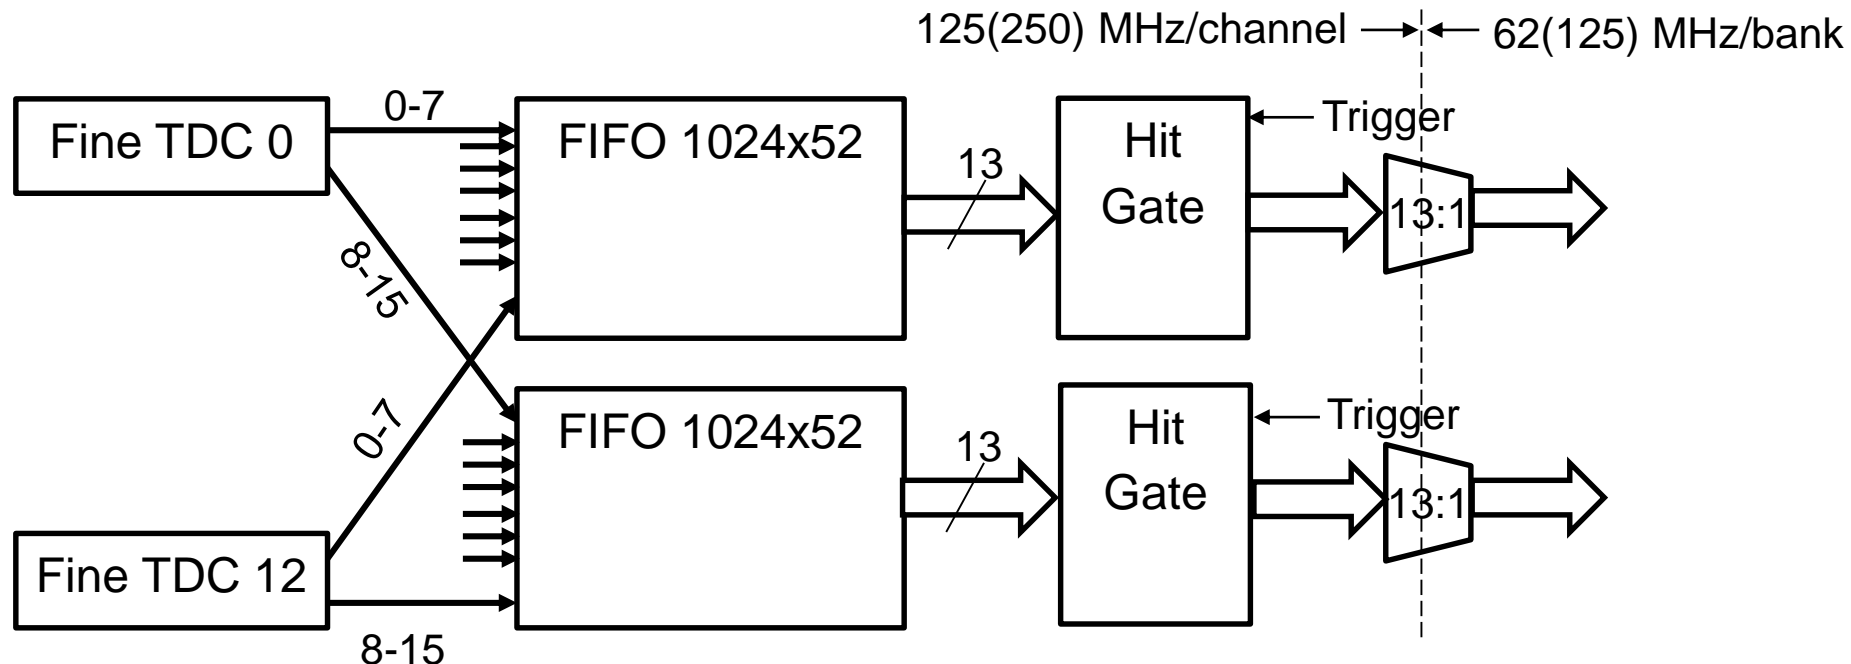 125(250) MHz/channel
62(125) MHz/bank
Fine TDC 0
0-7
FIFO 1024x52
13
Hit
Gate
Trigger
13:1
8-15
0-7
FIFO 1024x52
13
Hit
Gate
Trigger
13:1
Fine TDC 12
8-15